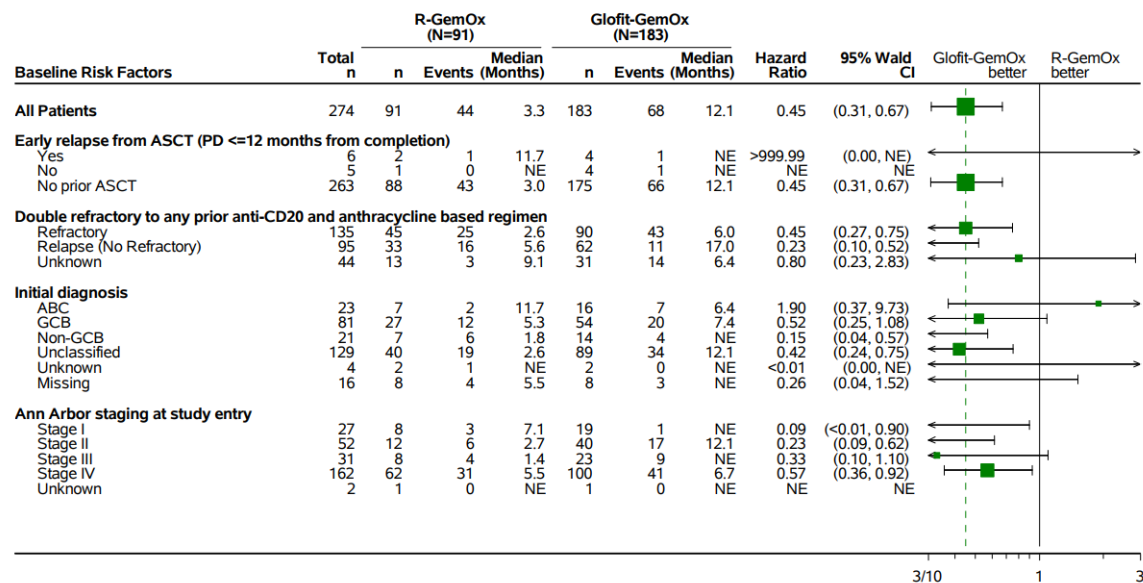 R-GemOx Glofit-GemOx
(N=91) (N=183)
Total Median Median Hazard 95% Wald Glofit-GemOx R-GemOx
Baseline Risk Factors n n Events (Months) n Events (Months) Ratio CI better better
All Patients 274 91 44 3.3 183 68 12.1 0.45 (0.31, 0.67)
Early relapse from ASCT (PD <=12 months from completion)
Yes 6 2 1 11.7 4 1 NE >999.99 (0.00, NE)
No 5 1 0 NE 4 1 NE NE NE
No prior ASCT 263 88 43 3.0 175 66 12.1 0.45 (0.31, 0.67)
Double refractory to any prior anti-CD20 and anthracycline based regimen
Refractory 135 45 25 2.6 90 43 6.0 0.45 (0.27, 0.75)
Relapse (No Refractory) 95 33 16 5.6 62 11 17.0 0.23 (0.10, 0.52)
Unknown 44 13 3 9.1 31 14 6.4 0.80 (0.23, 2.83)
Initial diagnosis
ABC 23 7 2 11.7 16 7 6.4 1.90 (0.37, 9.73)
GCB 81 27 12 5.3 54 20 7.4 0.52 (0.25, 1.08)
Non-GCB 21 7 6 1.8 14 4 NE 0.15 (0.04, 0.57)
Unclassified 129 40 19 2.6 89 34 12.1 0.42 (0.24, 0.75)
Unknown 4 2 1 NE 2 0 NE <0.01 (0.00, NE)
Missing 16 8 4 5.5 8 3 NE 0.26 (0.04, 1.52)
Ann Arbor staging at study entry
Stage I 27 8 3 7.1 19 1 NE 0.09 (<0.01, 0.90)
Stage II 52 12 6 2.7 40 17 12.1 0.23 (0.09, 0.62)
Stage III 31 8 4 1.4 23 9 NE 0.33 (0.10, 1.10)
Stage IV 162 62 31 5.5 100 41 6.7 0.57 (0.36, 0.92)
Unknown 2 1 0 NE 1 0 NE NE NE
3/10 1 3